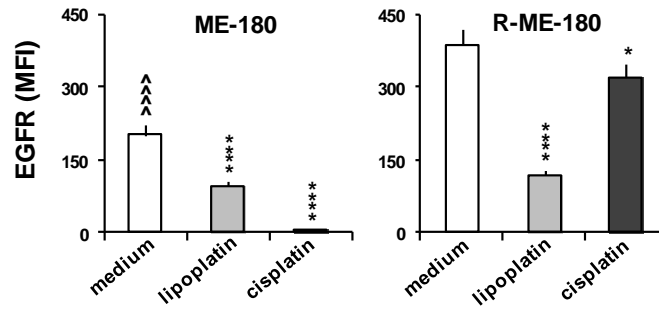 ME-180
R-ME-180
EGFR (MFI)
450
300
150
0
^^^^
****
****
medium
lipoplatin
cisplatin
450
300
150
0
****
*
medium
lipoplatin
cisplatin